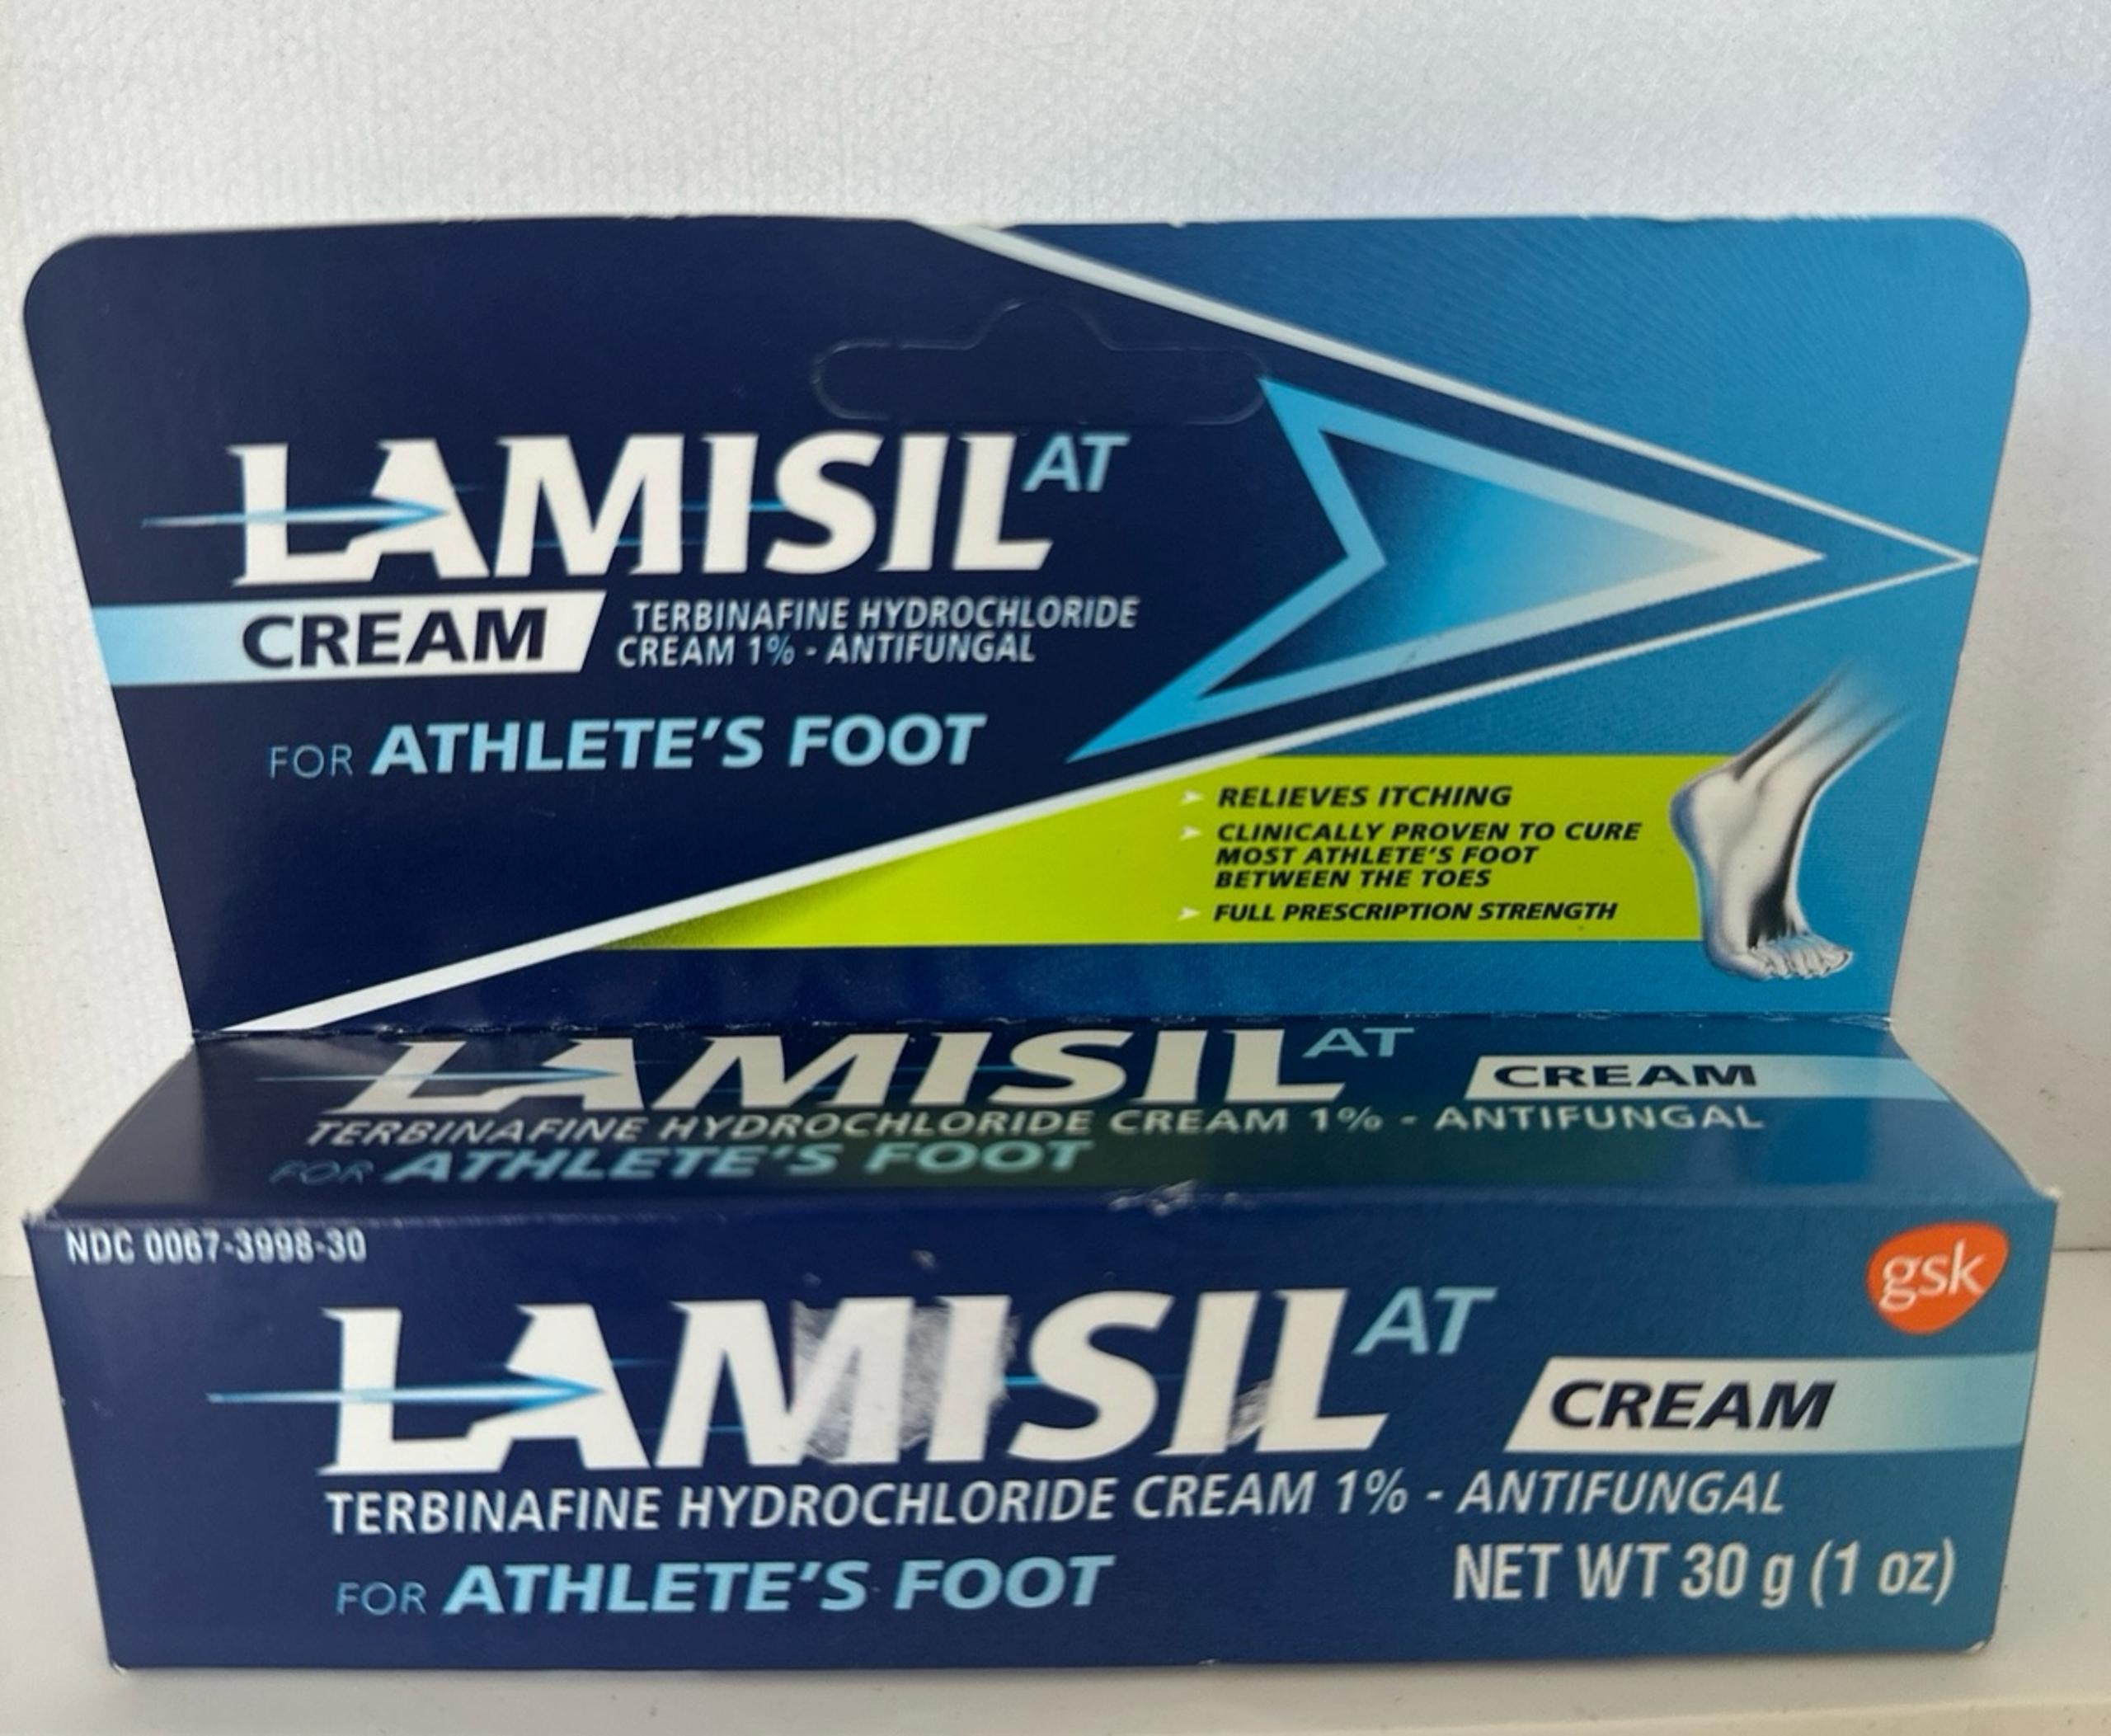 LAMISIL AT
CREAM
TERBINAFINE HYDROCHLORIDE
CREAM 1% - ANTIFUNGAL
FOR ATHLETE'S FOOT
RELIEVES ITCHING
CLINICALLY PROVEN TO CURE
MOST ATHLETE'S FOOT
BETWEEN THE TOES
FULL PRESCRIPTION STRENGTH
LAMISIL AT CREAM
TERBINAFINE HYDROCHLORIDE CREAM 1% - ANTIFUNGAL
FOR ATHLETE'S FOOT
NDC 0067-3998-30
gsk
LAMISIL AT
CREAM
TERBINAFINE HYDROCHLORIDE CREAM 1% - ANTIFUNGAL
FOR ATHLETE'S FOOT
NET WT 30 g (1 oz)